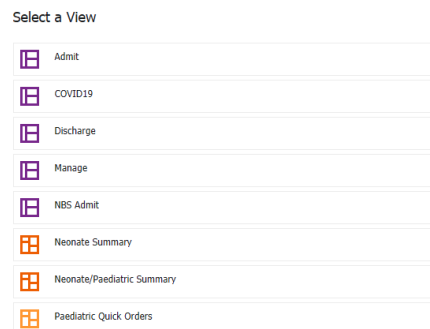 Select a View
Admit
COVID19
Discharge
Manage
NBS Admit
Neonate Summary
Neonate/Paediatric Summary
Paediatric Quick Orders